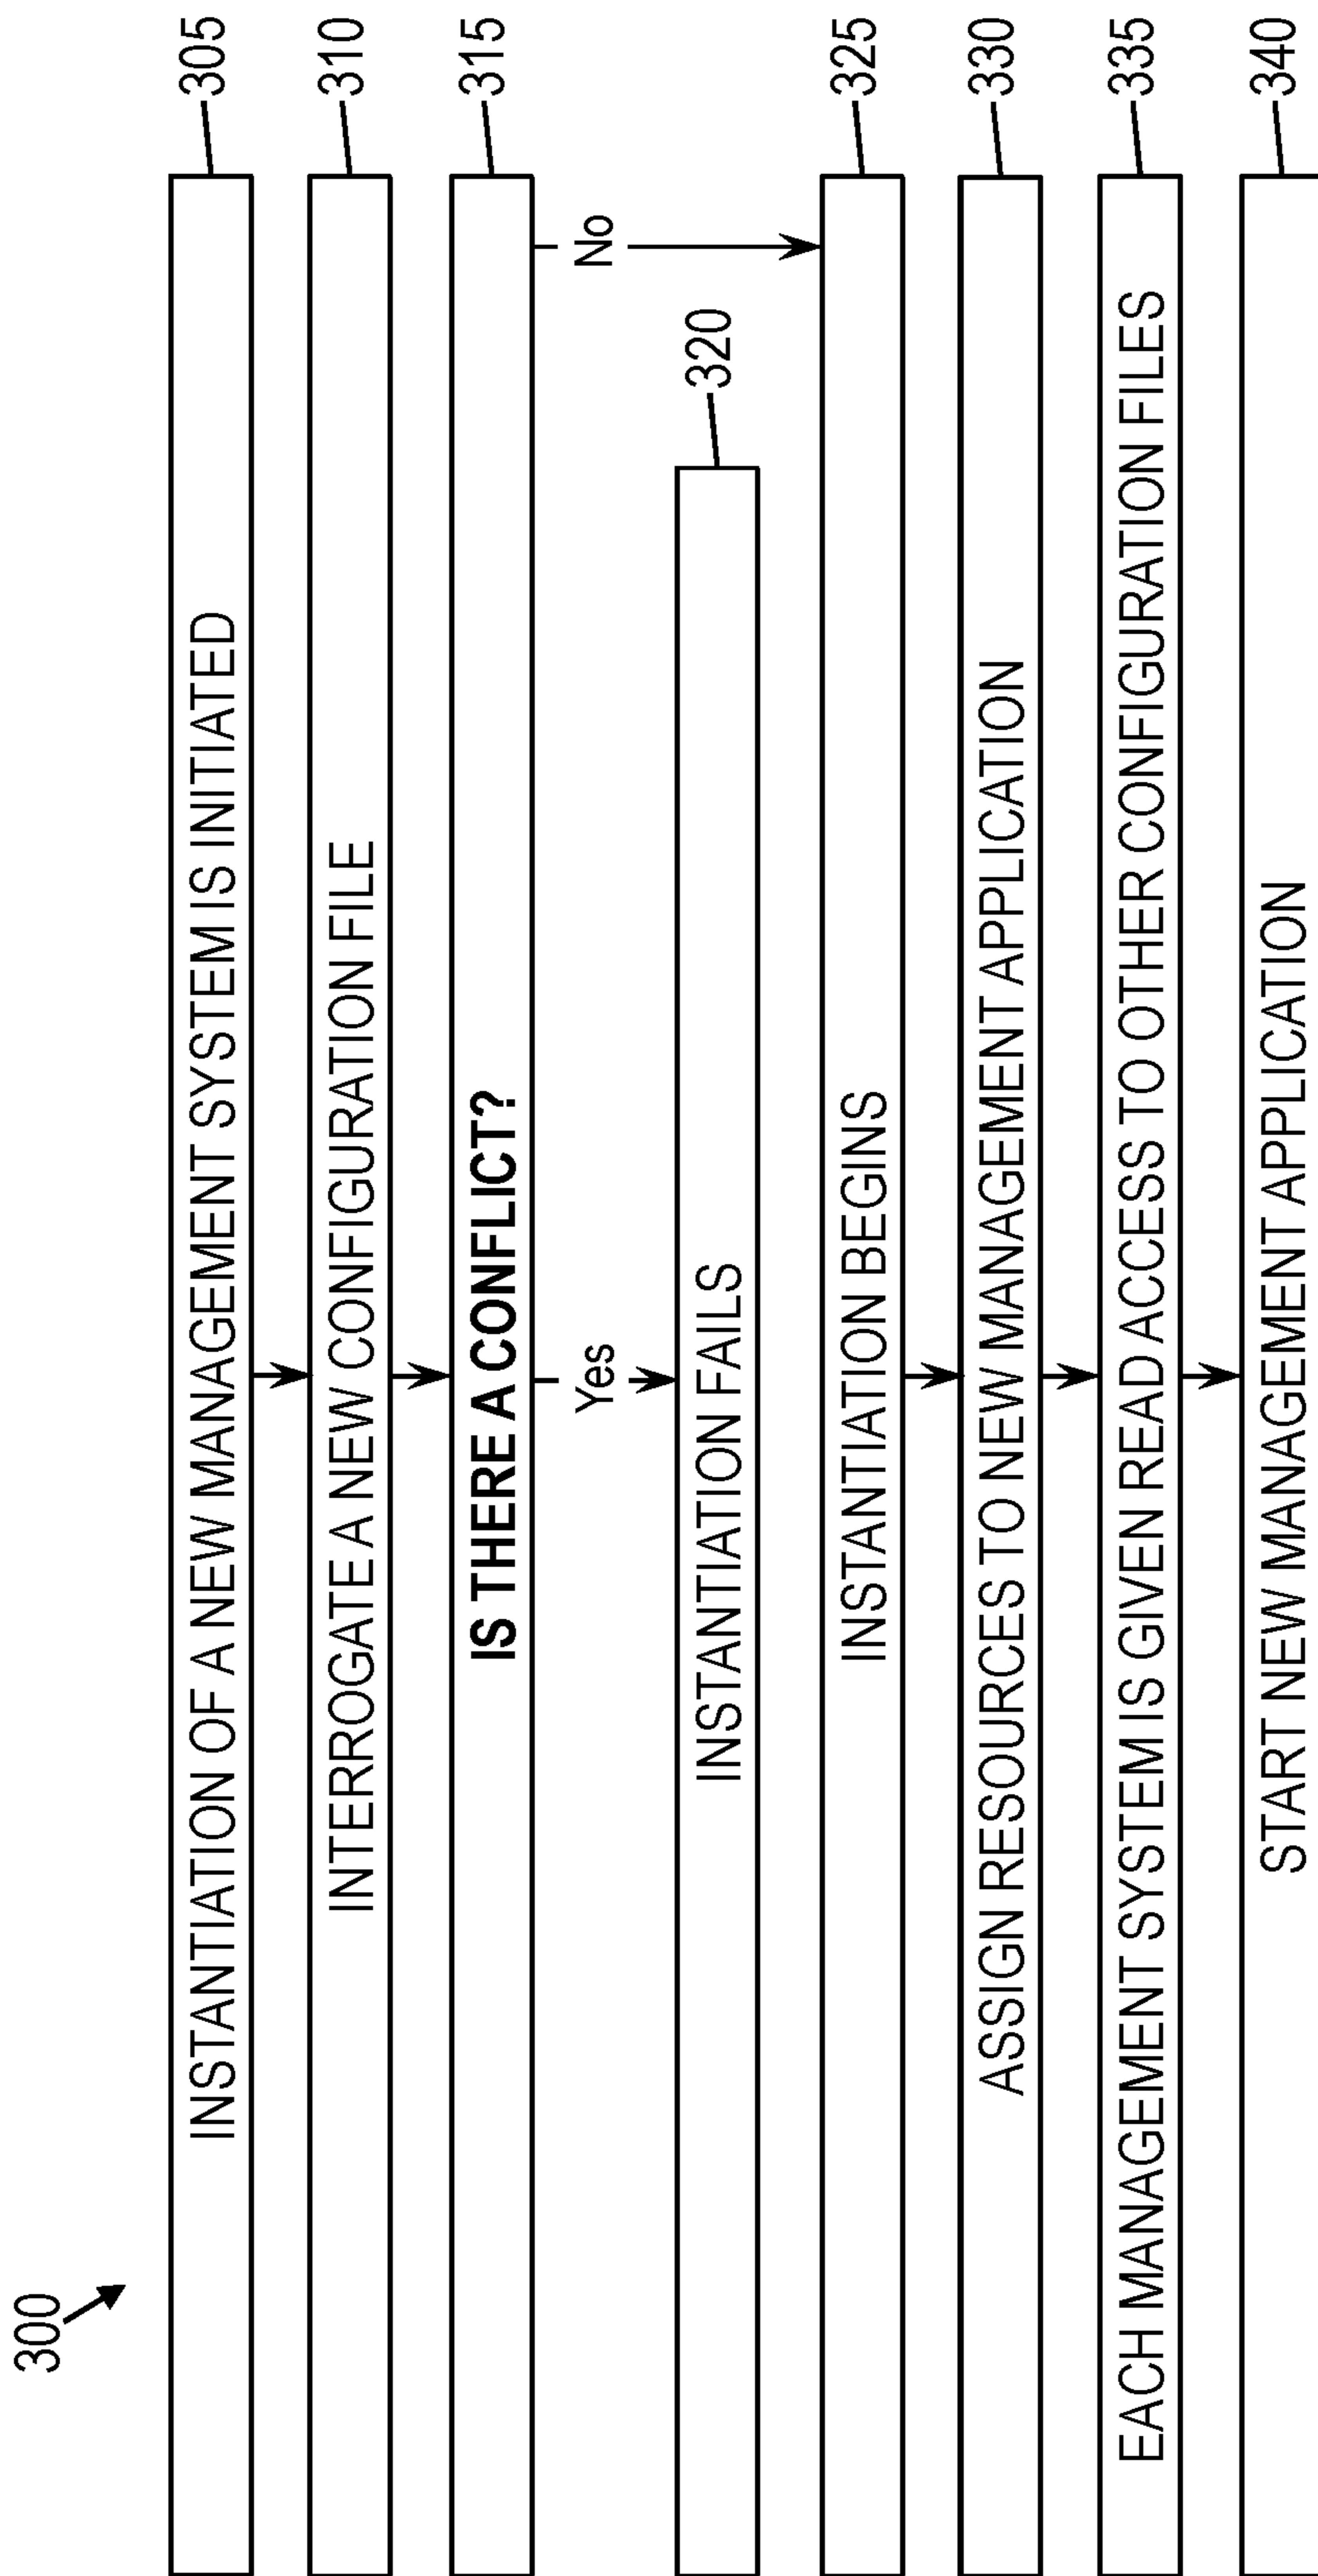 300
INSTANTIATION OF A NEW MANAGEMENT SYSTEM IS INITIATED 305
INTERROGATE A NEW CONFIGURATION FILE 310
IS THERE A CONFLICT? 315
Yes
No
INSTANTIATION FAILS 320
INSTANTIATION BEGINS 325
ASSIGN RESOURCES TO NEW MANAGEMENT APPLICATION 330
EACH MANAGEMENT SYSTEM IS GIVEN READ ACCESS TO OTHER CONFIGURATION FILES 335
START NEW MANAGEMENT APPLICATION 340